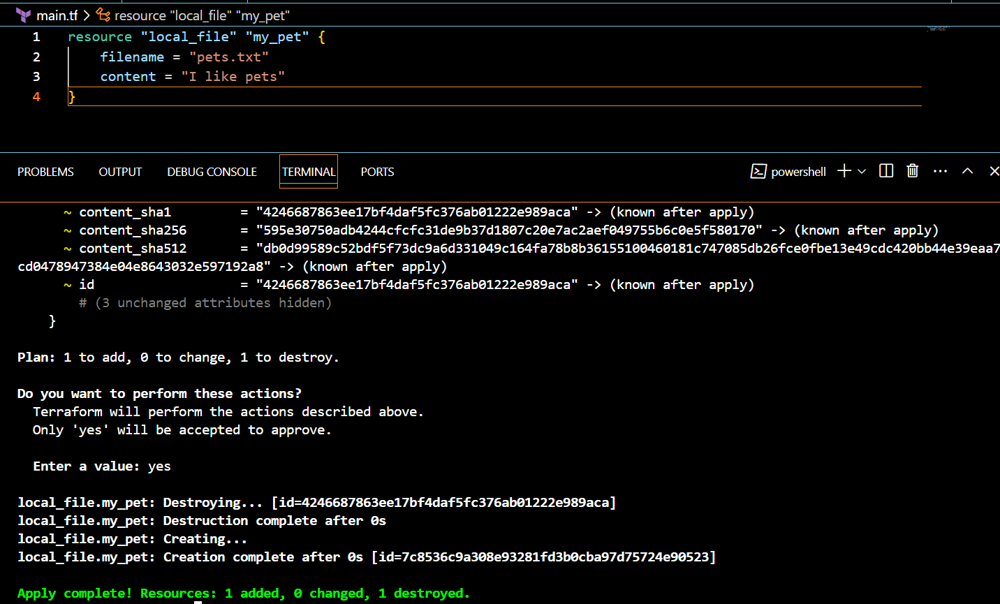 main.tf > resource "local_file" "my_pet"
1 resource "local_file" "my_pet" {
2     filename = "pets.txt"
3     content = "I like pets"
4 }
PROBLEMS OUTPUT DEBUG CONSOLE TERMINAL PORTS powershell
~ content_sha1         = "4246687863ee17bf4daf5fc376ab01222e989aca" -> (known after apply)
~ content_sha256       = "595e30750adb4244cfcfc31de9b37d1807c20e7ac2aef049755b6c0e5f580170" -> (known after apply)
~ content_sha512       = "db0d99589c52bdf5f73dc9a6d331049c164fa78b8b36155100460181c747085db26fce0fbe13e49cdc420bb44e39eaa7
cd0478947384e04e8643032e597192a8" -> (known after apply)
~ id                   = "4246687863ee17bf4daf5fc376ab01222e989aca" -> (known after apply)
# (3 unchanged attributes hidden)
}
Plan: 1 to add, 0 to change, 1 to destroy.
Do you want to perform these actions?
Terraform will perform the actions described above.
Only 'yes' will be accepted to approve.
Enter a value: yes
local_file.my_pet: Destroying... [id=4246687863ee17bf4daf5fc376ab01222e989aca]
local_file.my_pet: Destruction complete after 0s
local_file.my_pet: Creating...
local_file.my_pet: Creation complete after 0s [id=7c8536c9a308e93281fd3b0cba97d75724e90523]
Apply complete! Resources: 1 added, 0 changed, 1 destroyed.